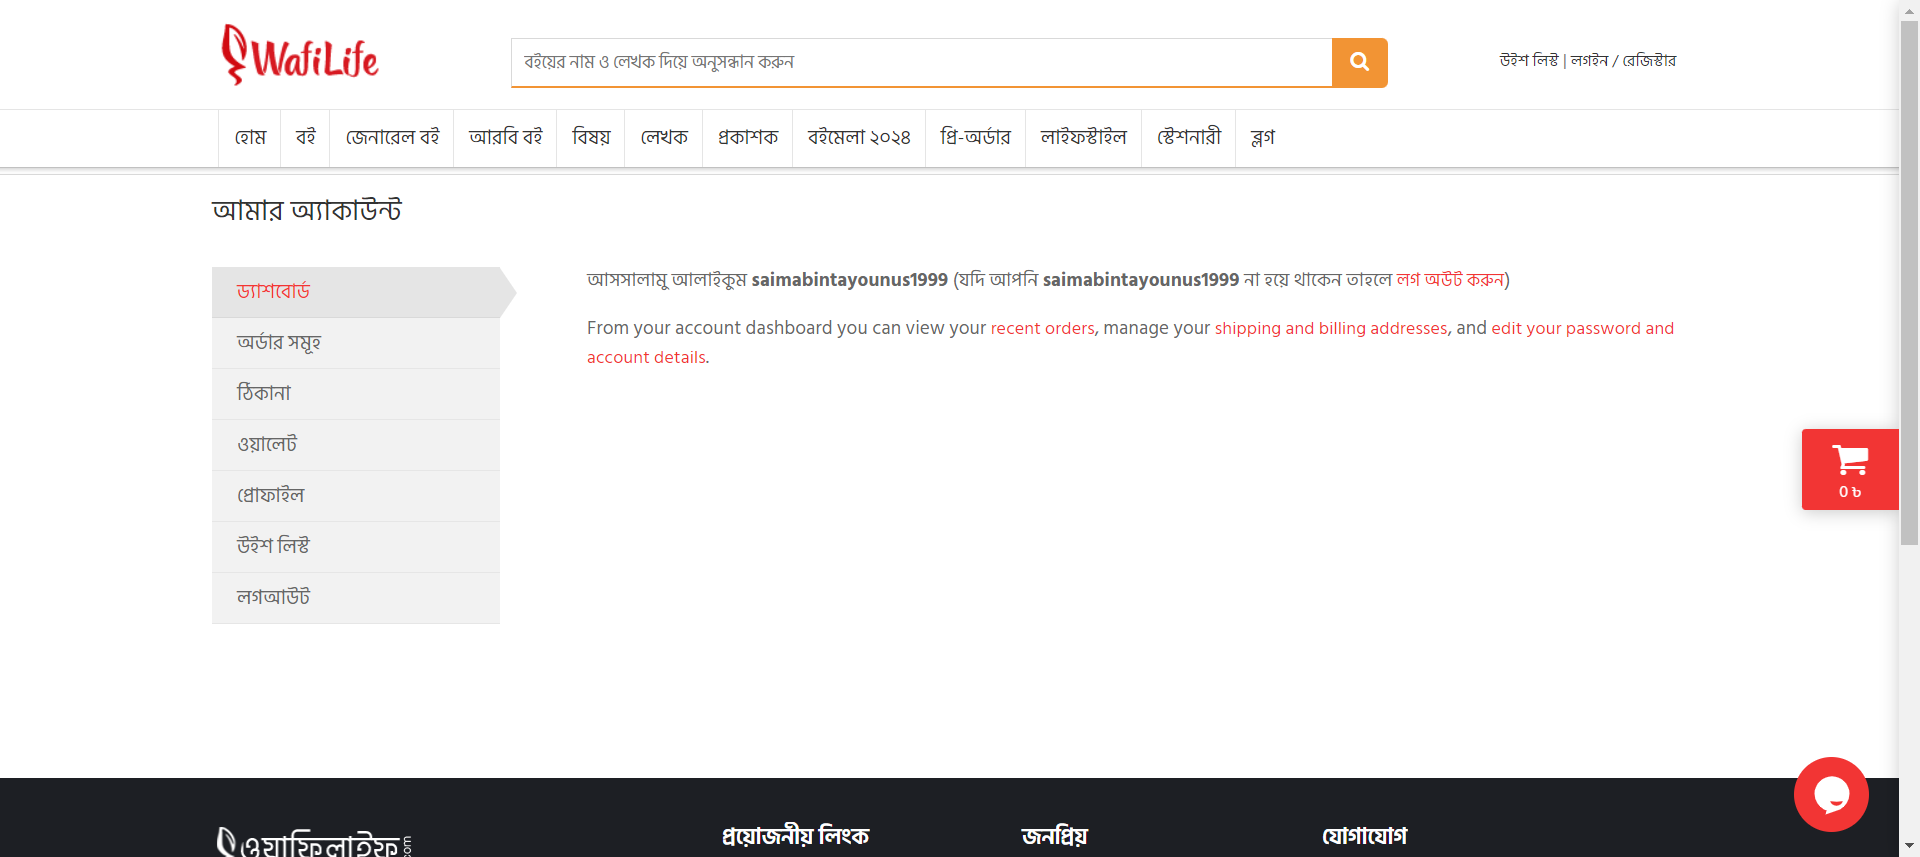 WafiLife
বইয়ের নাম ও লেখক দিয়ে অনুসন্ধান করুন
উইশ লিস্ট | লগইন / রেজিস্টার
হোম বই জেনারেল বই আরবি বই বিষয় লেখক প্রকাশক বইমেলা ২০২৪ প্রি-অর্ডার লাইফস্টাইল স্টেশনারী ব্লগ
আমার অ্যাকাউন্ট
ড্যাশবোর্ড
অর্ডার সমূহ
ঠিকানা
ওয়ালেট
প্রোফাইল
উইশ লিস্ট
লগআউট
আসসালামু আলাইকুম saimabintayounus1999 (যদি আপনি saimabintayounus1999 না হয়ে থাকেন তাহলে লগ অউট করুন)
From your account dashboard you can view your recent orders, manage your shipping and billing addresses, and edit your password and
account details.
0 ৳
ওয়াফিলাইফ
.com
প্রয়োজনীয় লিংক
জনপ্রিয়
যোগাযোগ